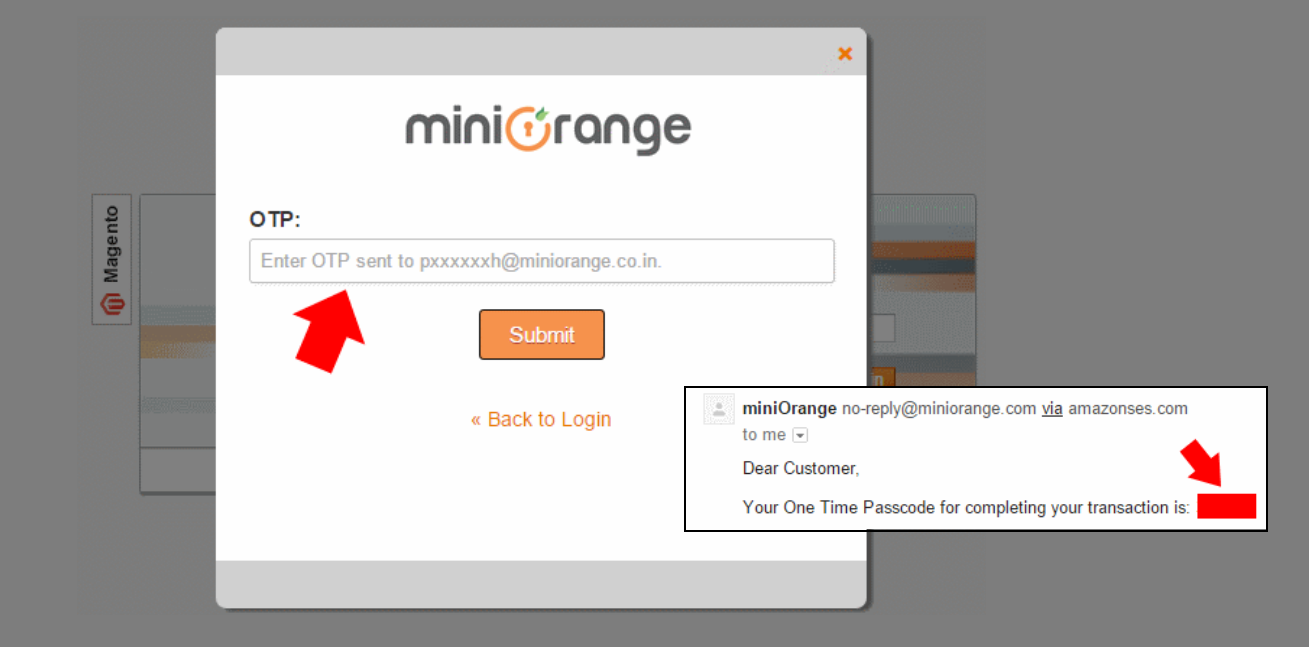 miniOrange
Magento
OTP:
Enter OTP sent to pxxxxxxh@miniorange.co.in.
Submit
« Back to Login
miniOrange no-reply@miniorange.com via amazonses.com
to me
Dear Customer,
Your One Time Passcode for completing your transaction is: